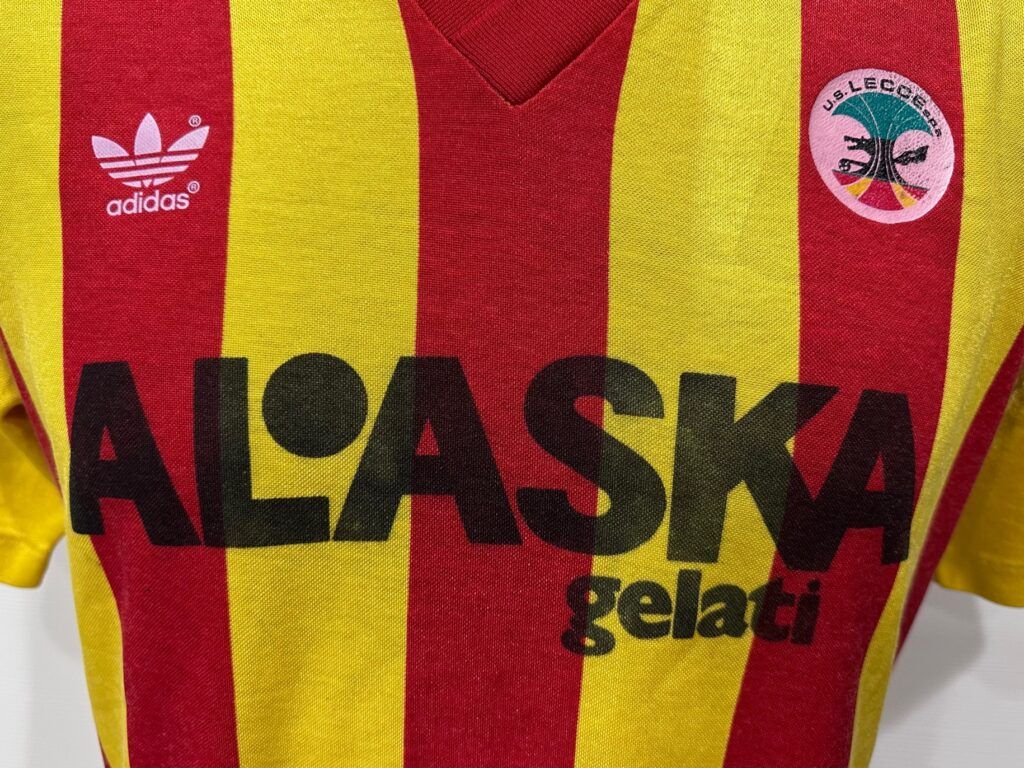 adidas®
®
U.S. LECCE s.p.a.
ALASKA
gelati